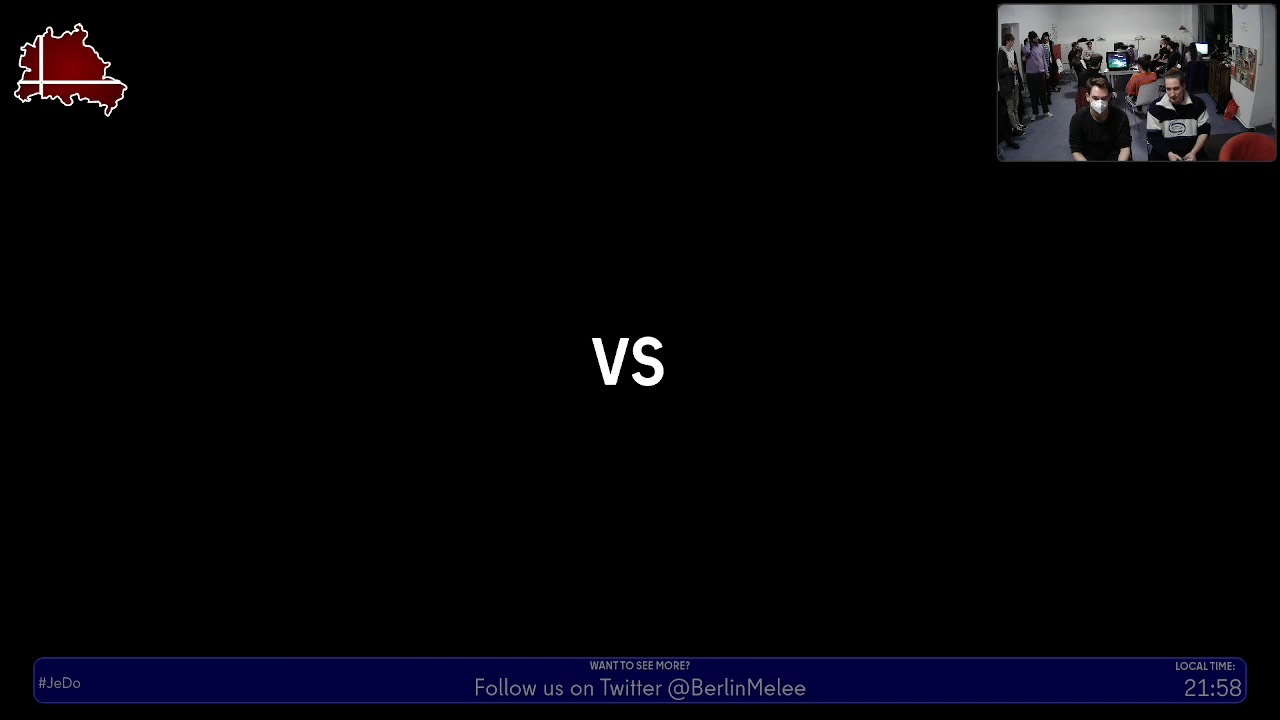 VS
#JeDo
WANT TO SEE MORE?
Follow us on Twitter @BerlinMelee
LOCAL TIME:
21:58